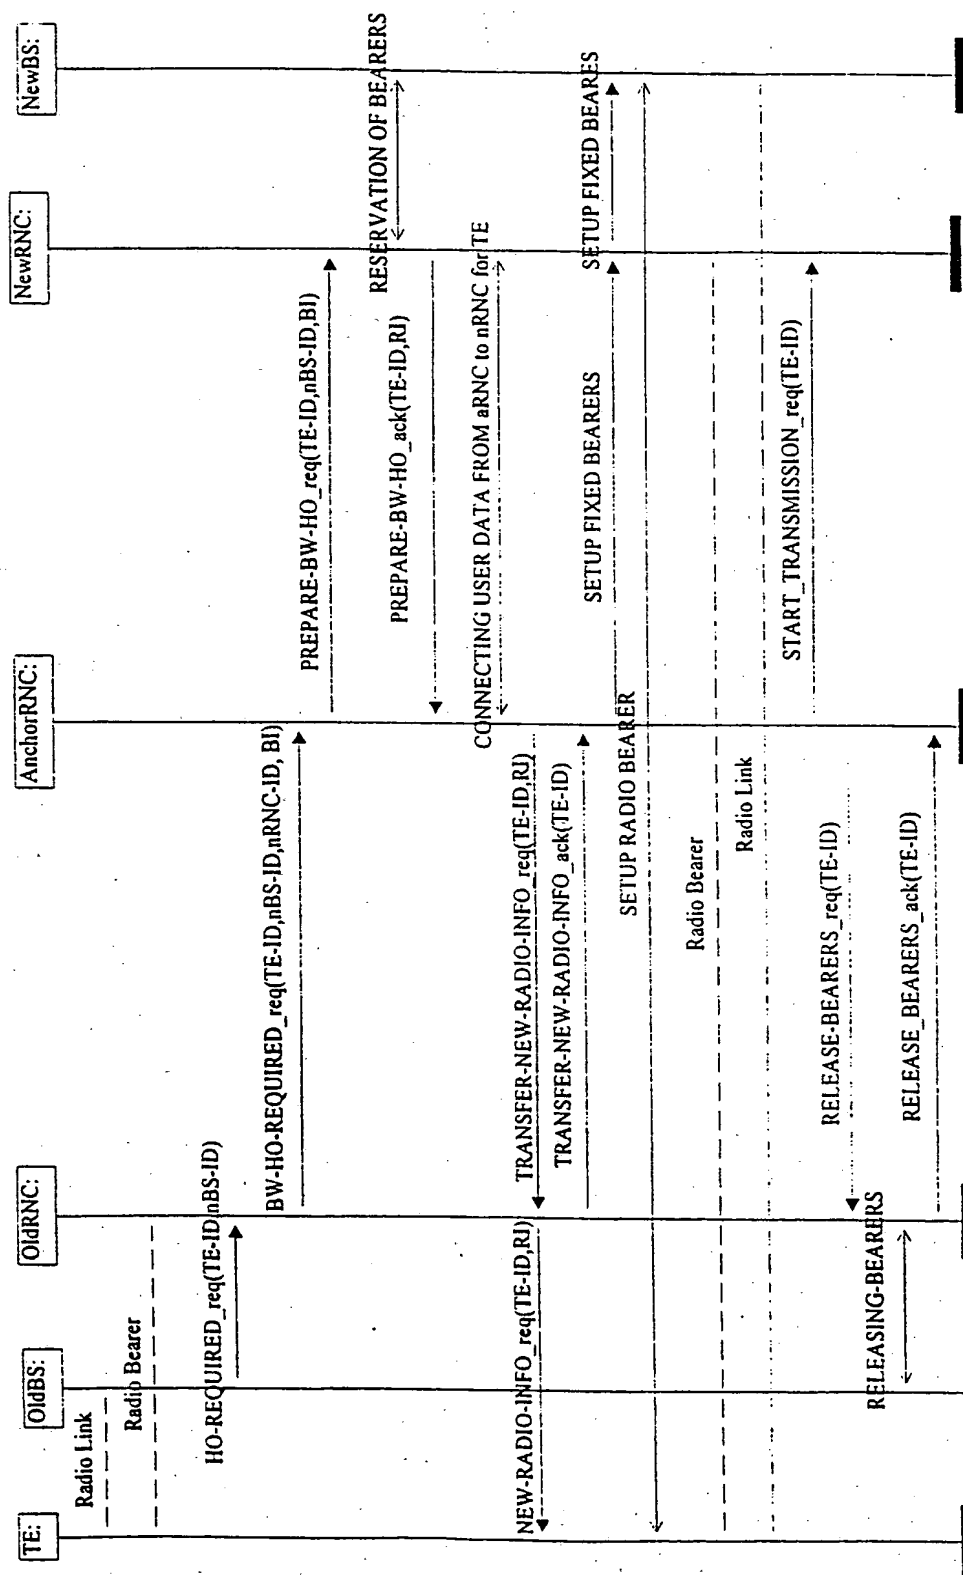 TE:
OldBS:
OldRNC:
AnchorRNC:
NewRNC:
NewBS:
Radio Link
Radio Bearer
HO-REQUIRED_req(TE-ID,nBS-ID)
BW-HO-REQUIRED_req(TE-ID,nBS-ID,nRNC-ID, BI)
PREPARE-BW-HO_req(TE-ID,nBS-ID,BI)
RESERVATION OF BEARERS
PREPARE-BW-HO_ack(TE-ID,RI)
CONNECTING USER DATA FROM aRNC to nRNC for TE
NEW-RADIO-INFO_req(TE-ID,RI)
TRANSFER-NEW-RADIO-INFO_req(TE-ID,RI)
TRANSFER-NEW-RADIO-INFO_ack(TE-ID)
SETUP FIXED BEARERS
SETUP FIXED BEARES
SETUP RADIO BEARER
Radio Bearer
Radio Link
START_TRANSMISSION_req(TE-ID)
RELEASE-BEARERS_req(TE-ID)
RELEASING-BEARERS
RELEASE_BEARERS_ack(TE-ID)